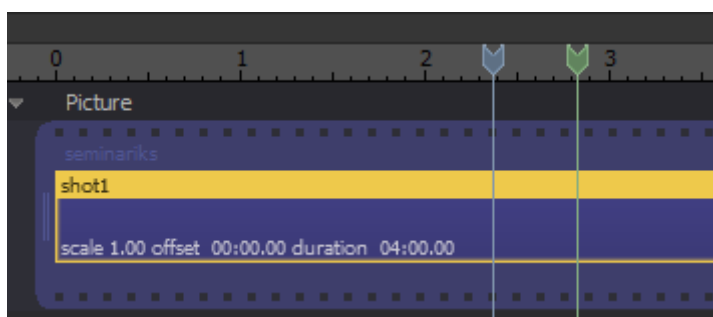 0 1 2 3
Picture
seminariks
shot1
scale 1.00 offset 00:00.00 duration 04:00.00